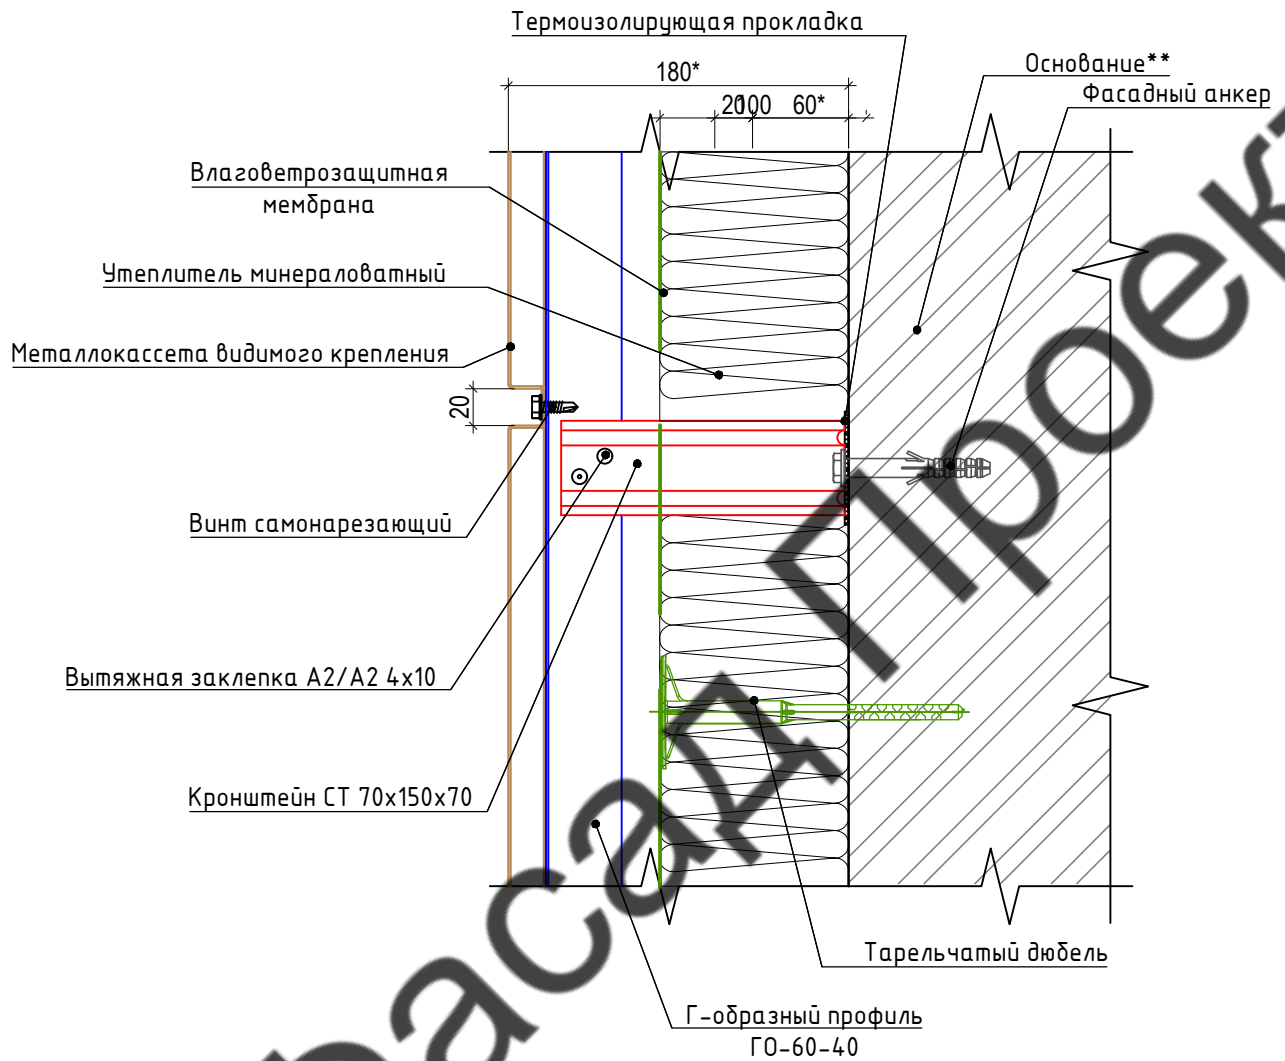 Термоизолирующая прокладка
Основание**
180*
Фасадный анкер
60*
Влаговетрозащитная
мембрана
Утеплитель минераловатный
Металлокассета видимого крепления
20
Винт самонарезающий
Вытяжная заклепка А2/А2 4х10
Кронштейн СТ 70х150х70
Тарельчатый дюбель
Г-образный профиль
ГО-60-40
Фасад Проект